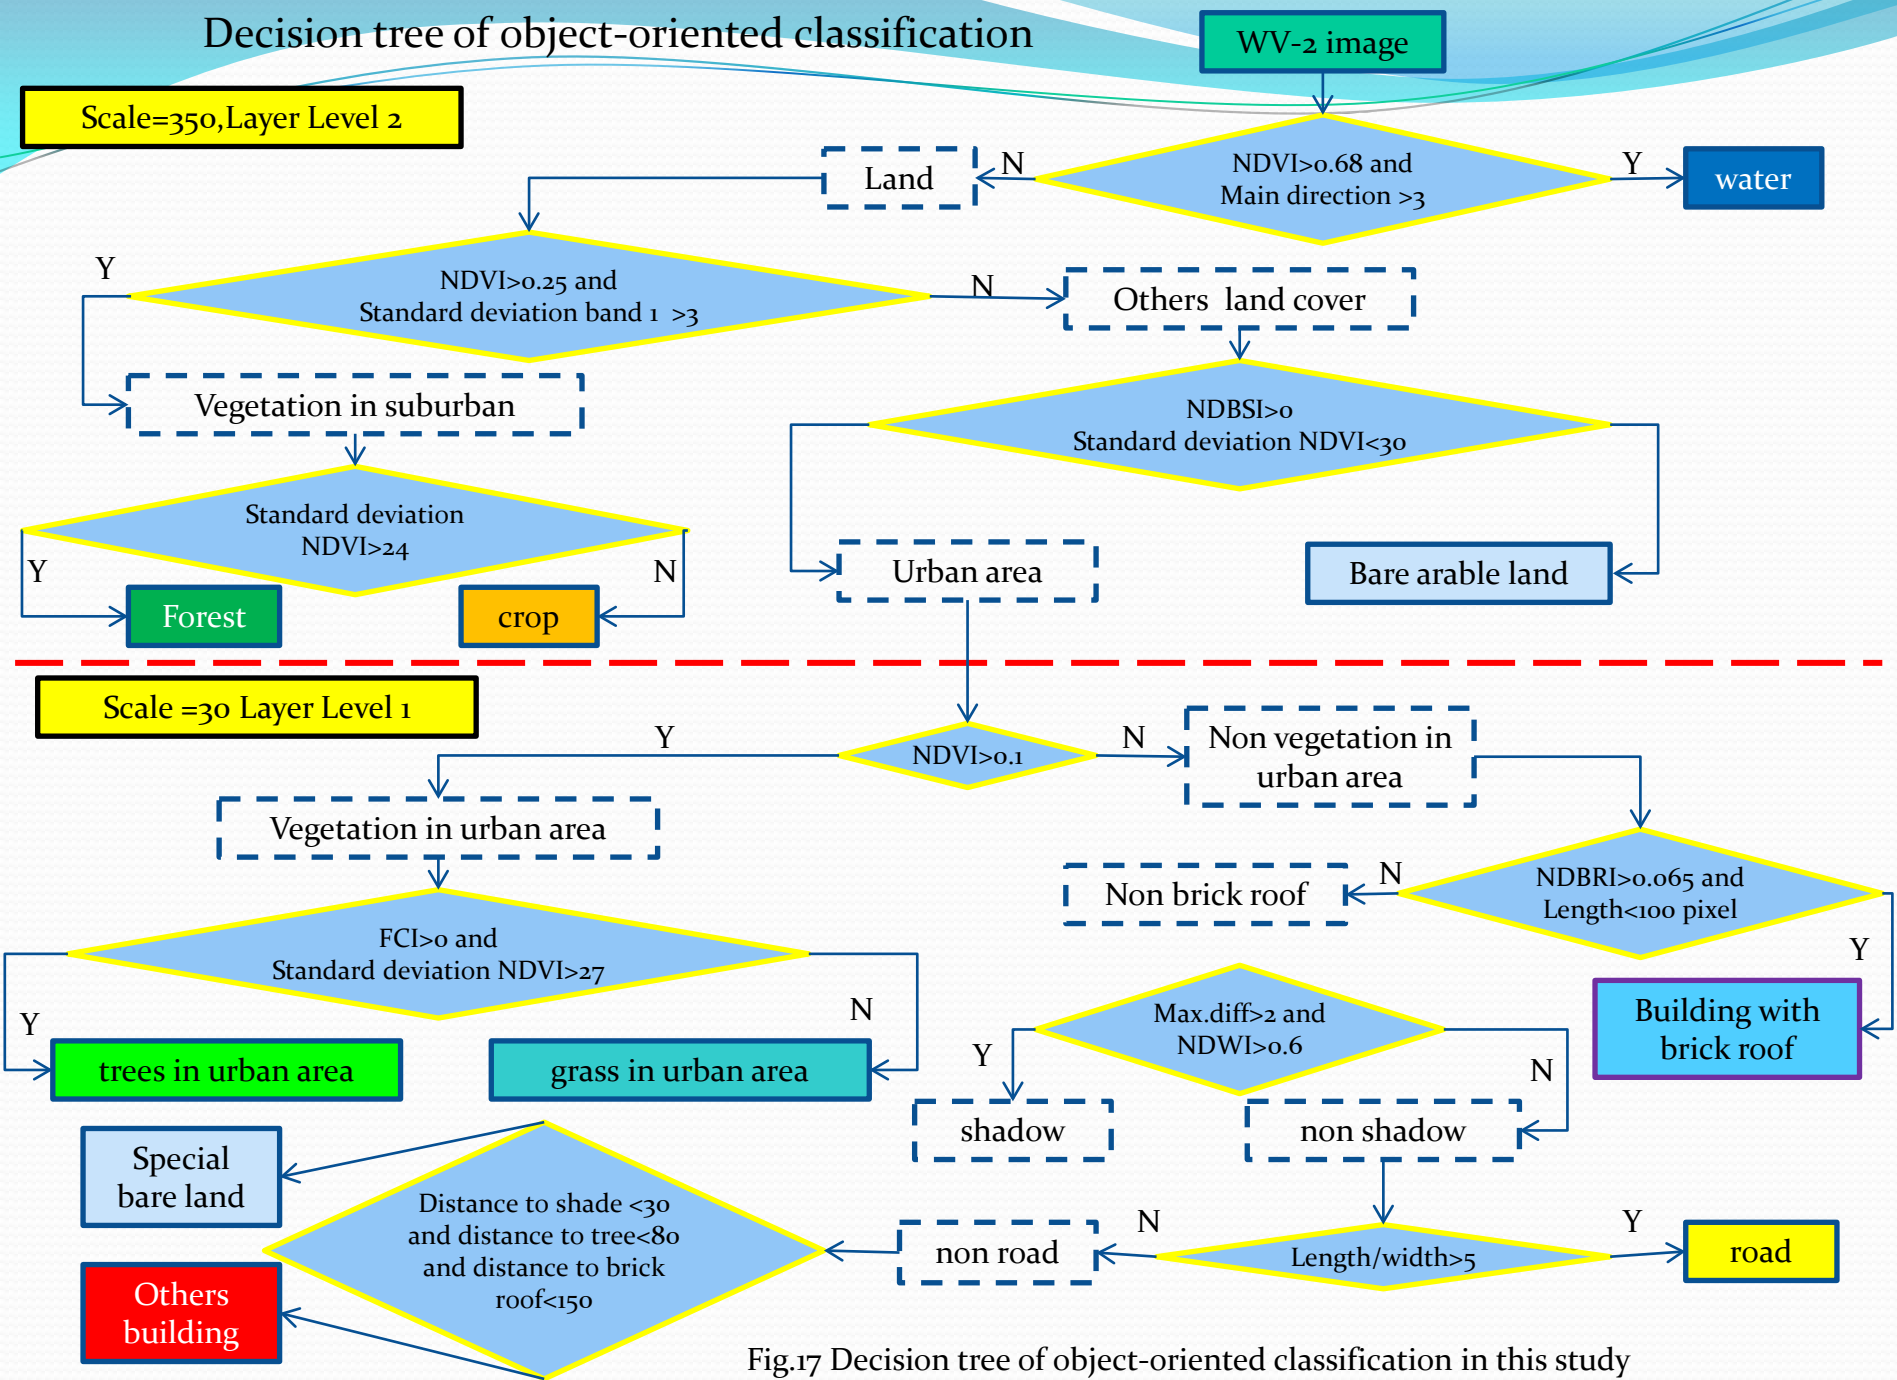 Decision tree of object-oriented classification
WV-2 image
Scale=350,Layer Level 2
NDVI>0.68 and
Main direction >3
N
Y
Land
water
NDVI>0.25 and
Standard deviation band 1  >3
Y
N
Others  land cover
Vegetation in suburban
NDBSI>0
Standard deviation NDVI<30
Standard deviation
NDVI>24
Y
N
Forest
crop
Urban area
Bare arable land
Scale =30 Layer Level 1
NDVI>0.1
Y
N
Non vegetation in
urban area
Vegetation in urban area
NDBRI>0.065 and
Length<100 pixel
N
Y
Non brick roof
Building with
brick roof
FCI>0 and
Standard deviation NDVI>27
Y
N
trees in urban area
grass in urban area
Max.diff>2 and
NDWI>0.6
Y
N
shadow
non shadow
Length/width>5
N
Y
non road
road
Distance to shade <30
and distance to tree<80
and distance to brick
roof<150
Special
bare land
Others
building
Fig.17 Decision tree of object-oriented classification in this study